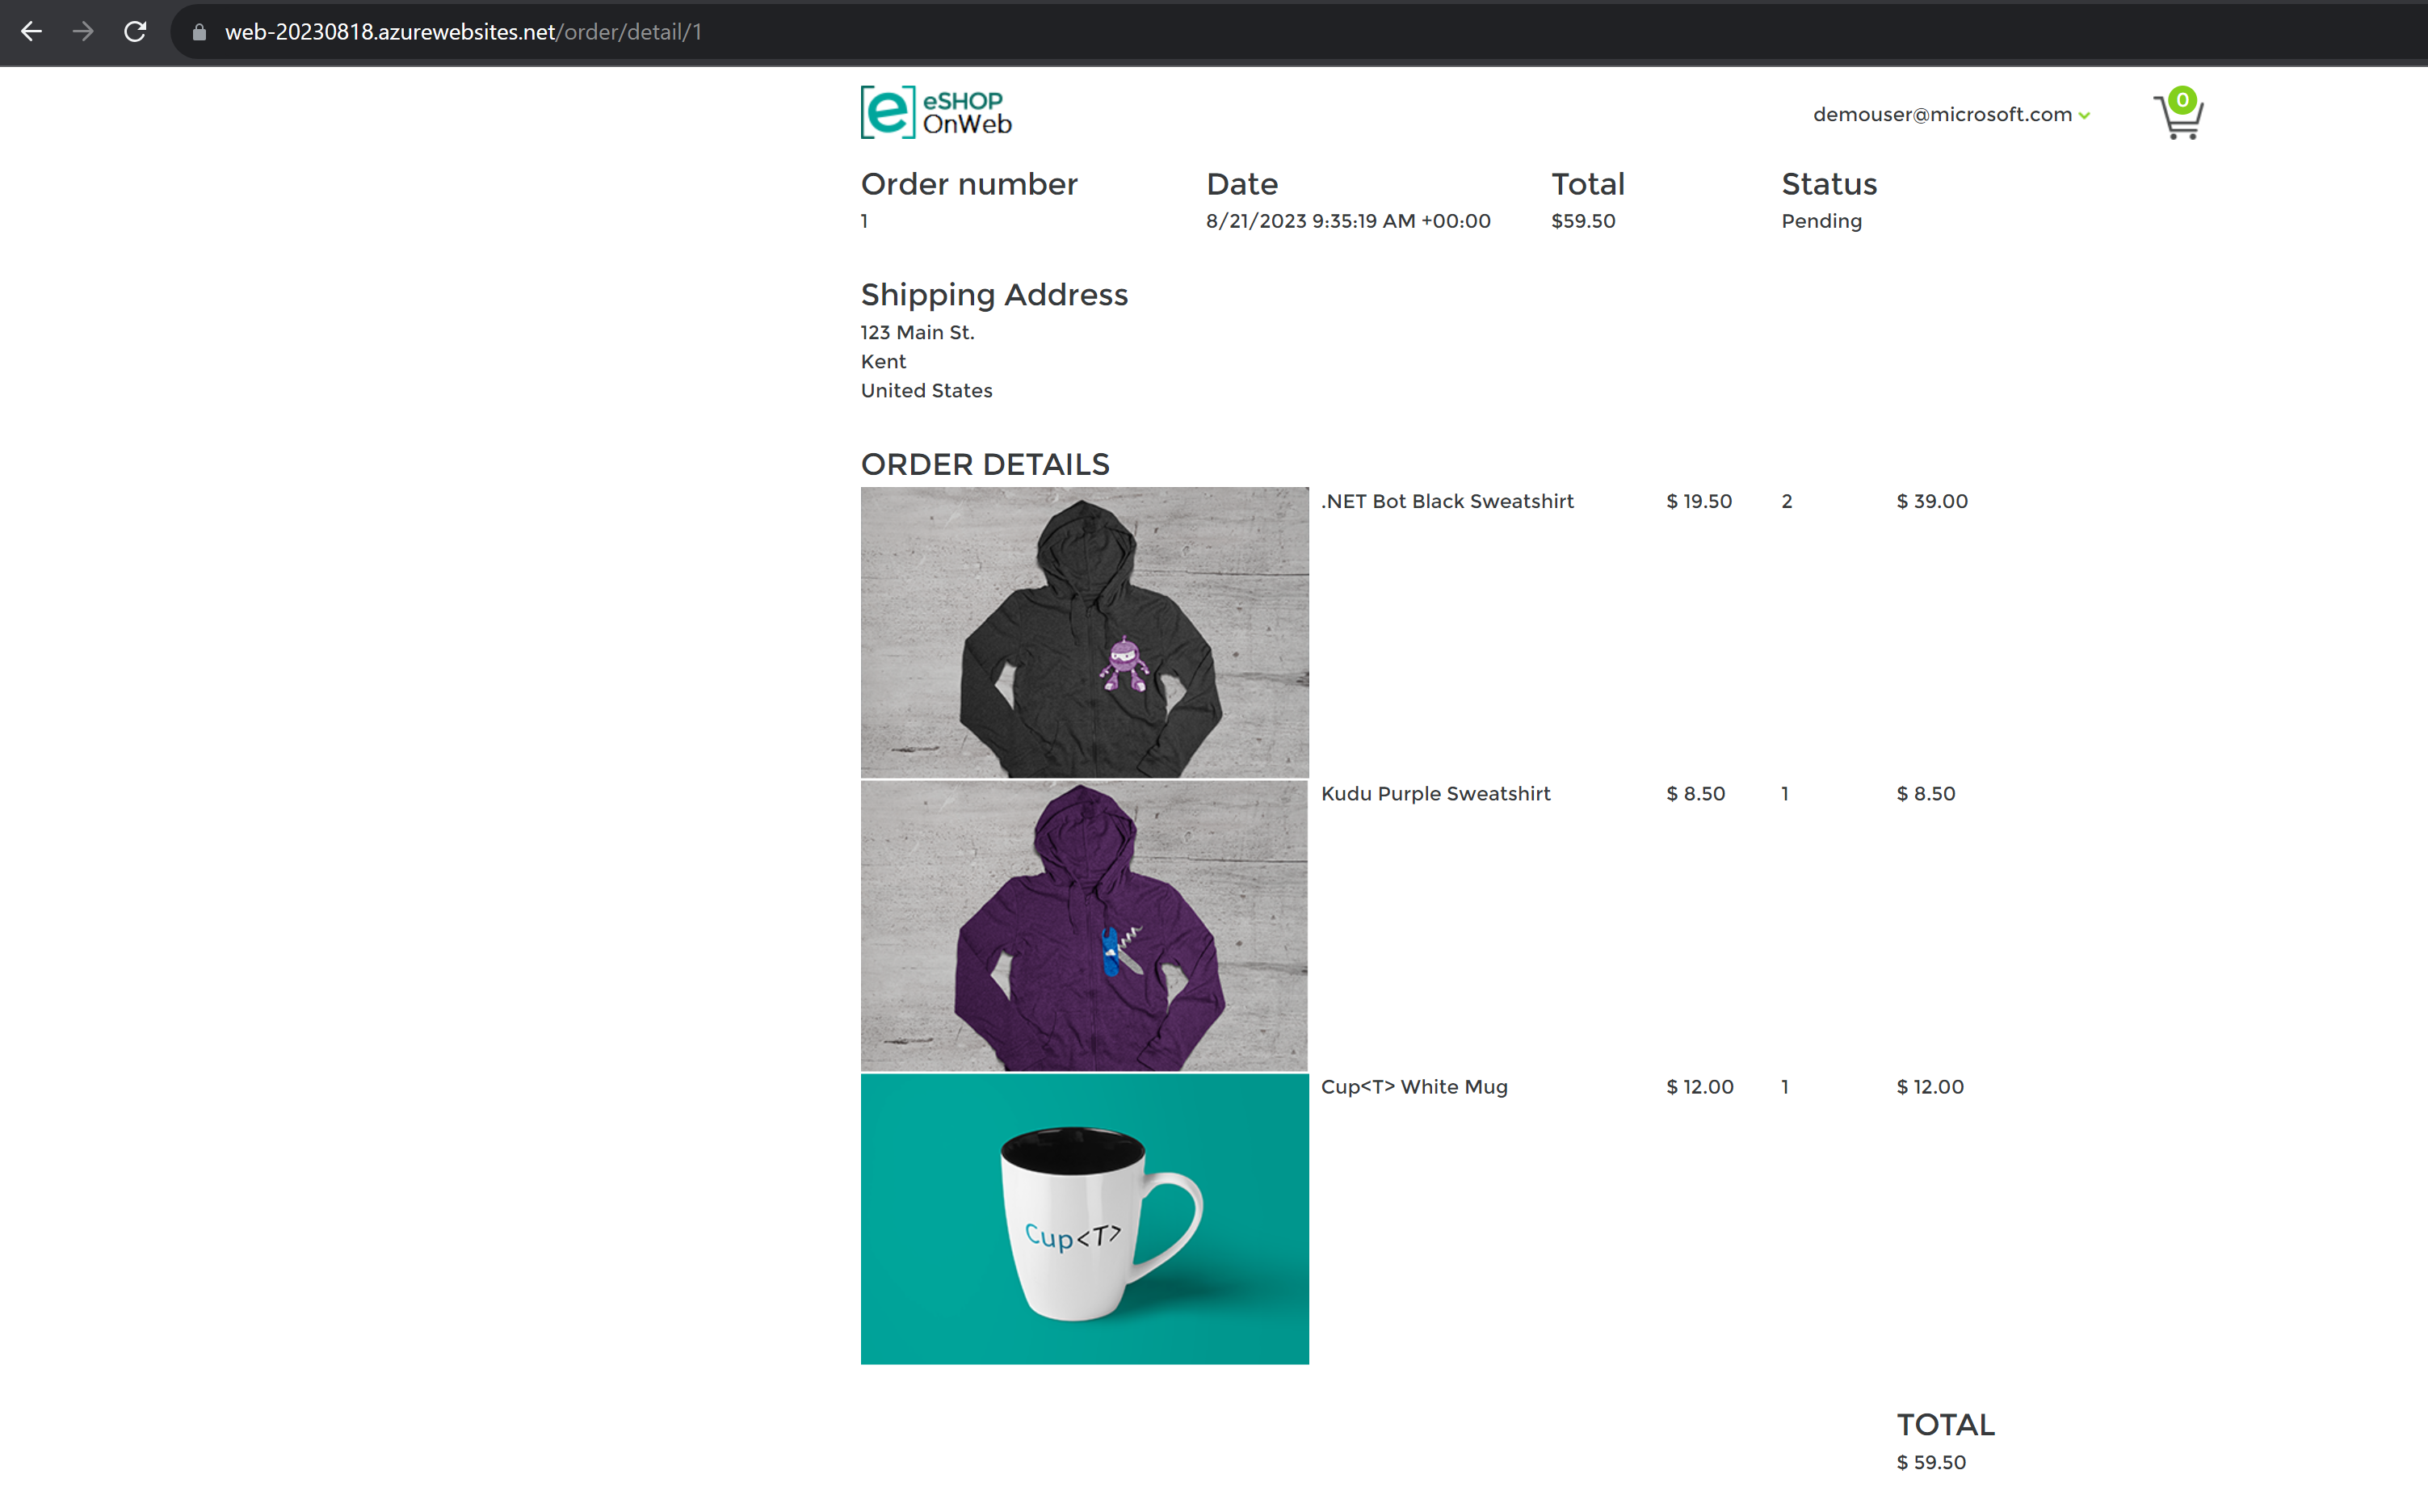 web-20230818.azurewebsites.net/order/detail/1
e eSHOP
OnWeb
demouser@microsoft.com
0
Order number Date Total Status
1 8/21/2023 9:35:19 AM +00:00 $59.50 Pending
Shipping Address
123 Main St.
Kent
United States
ORDER DETAILS
.NET Bot Black Sweatshirt $ 19.50 2 $ 39.00
Kudu Purple Sweatshirt $ 8.50 1 $ 8.50
Cup<T> White Mug $ 12.00 1 $ 12.00
Cup<T>
TOTAL
$ 59.50